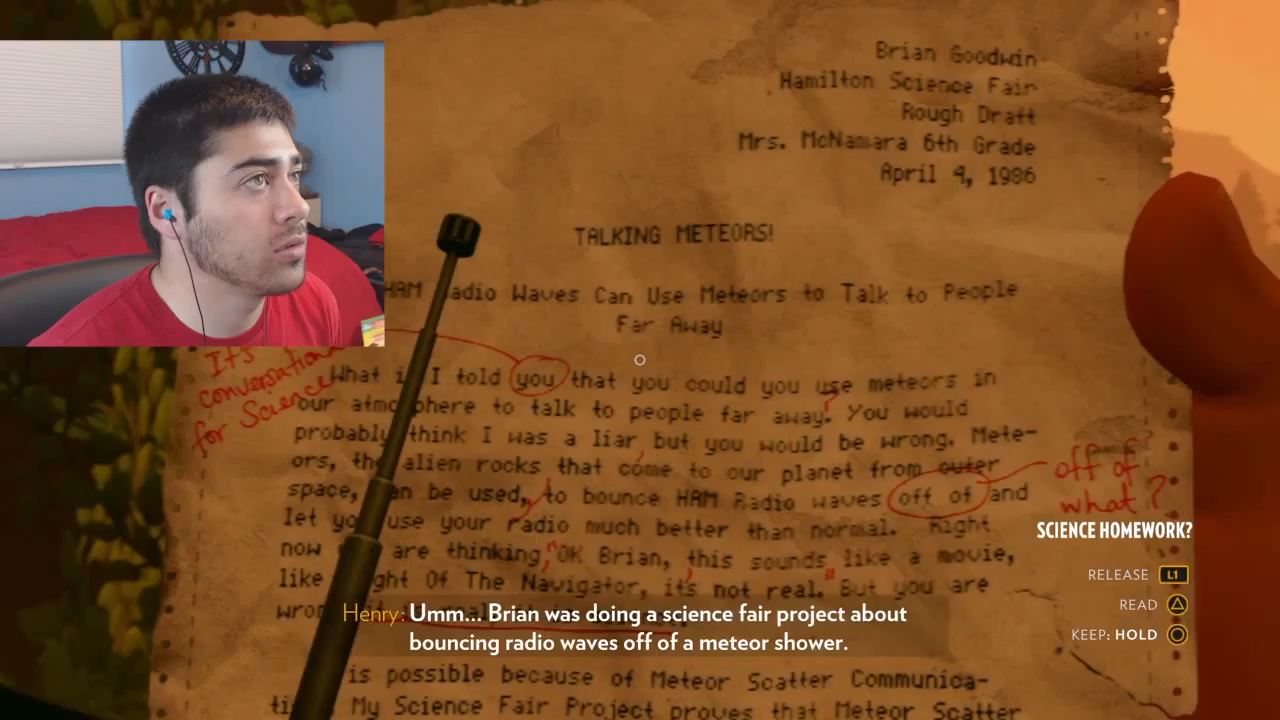 Brian Goodwin
Hamilton Science Fair
Rough Draft
Mrs. McNamara 6th Grade
April 4, 1986
TALKING METEORS!
HAM Radio Waves Can Use Meteors to Talk to People
Far Away
It's
conversation
for Science
What if I told you that you could you use meteors in
our atmosphere to talk to people far away? You would
probably think I was a liar, but you would be wrong. Mete-
ors, the alien rocks that come to our planet from outer
space, can be used, to bounce HAM Radio waves off of and
off of
what?
let you use your radio much better than normal. Right
now you are thinking, "OK Brian, this sounds like a movie,
like Flight Of The Navigator, it's not real." But you are
wrong
is possible because of Meteor Scatter Communica-
My Science Fair Project proves that Meteor Scatter
SCIENCE HOMEWORK?
RELEASE L1
READ
KEEP: HOLD
Henry: Umm... Brian was doing a science fair project about
bouncing radio waves off of a meteor shower.